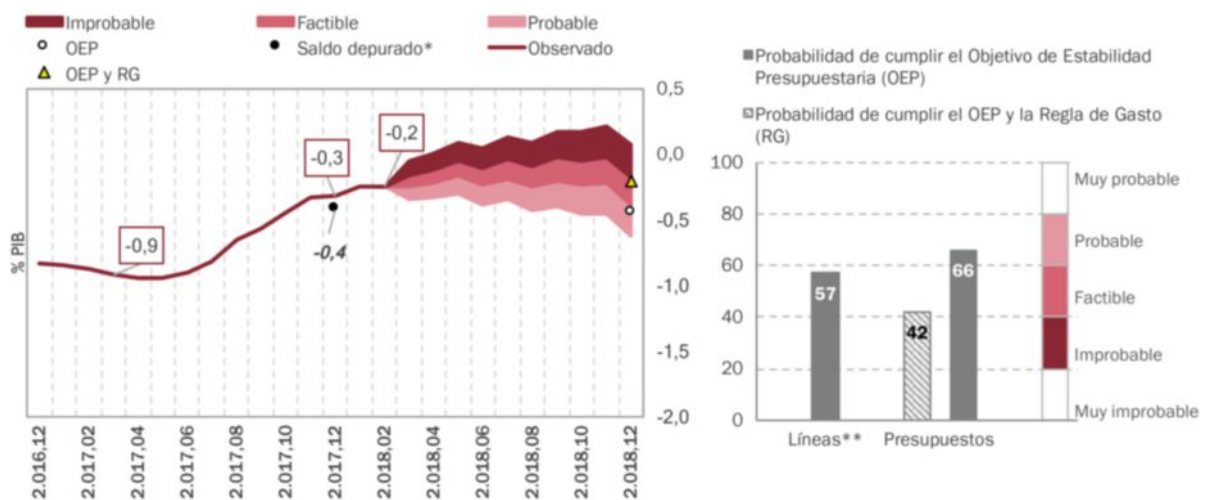 Improbable
Factible
Probable
OEP
Saldo depurado*
Observado
OEP y RG
% PIB
0,5
0,0
-0,5
-1,0
-1,5
-2,0
-0,9
-0,3
-0,4
-0,2
2.016,12
2.017,02
2.017,04
2.017,06
2.017,08
2.017,10
2.017,12
2.018,02
2.018,04
2.018,06
2.018,08
2.018,10
2.018,12
Probabilidad de cumplir el Objetivo de Estabilidad
Presupuestaria (OEP)
Probabilidad de cumplir el OEP y la Regla de Gasto
(RG)
100
80
60
40
20
0
57
42
66
Líneas**
Presupuestos
Muy probable
Probable
Factible
Improbable
Muy improbable